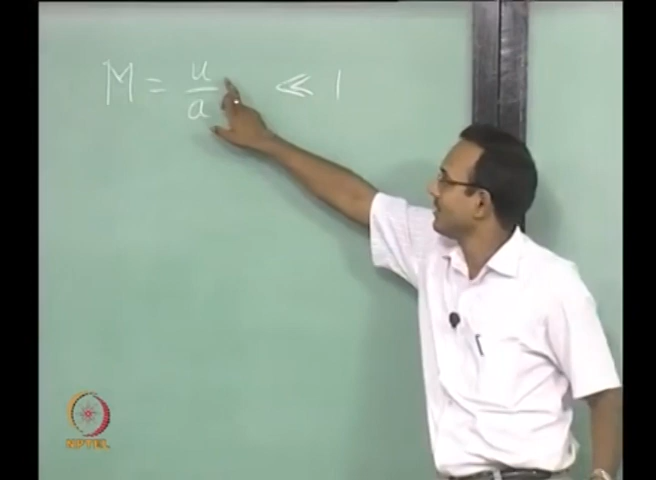 M = u/a ≪ 1
NPTEL